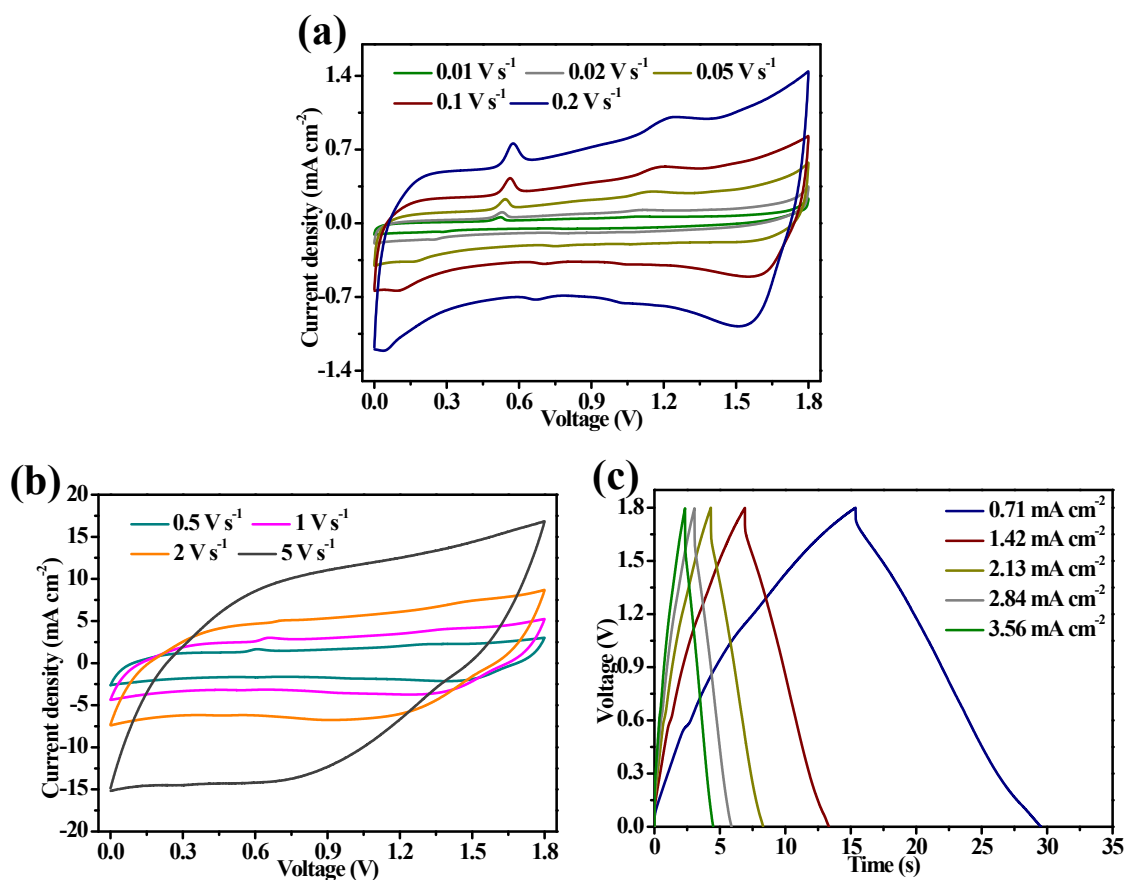 (a)
0.01 V s⁻¹ 0.02 V s⁻¹ 0.05 V s⁻¹
0.1 V s⁻¹ 0.2 V s⁻¹
1.4
0.7
0.0
-0.7
-1.4
Current density (mA cm⁻²)
0.0 0.3 0.6 0.9 1.2 1.5 1.8
Voltage (V)
(b)
0.5 V s⁻¹ 1 V s⁻¹
2 V s⁻¹ 5 V s⁻¹
20
15
10
5
0
-5
-10
-15
-20
Current density (mA cm⁻²)
0.0 0.3 0.6 0.9 1.2 1.5 1.8
Voltage (V)
(c)
0.71 mA cm⁻²
1.42 mA cm⁻²
2.13 mA cm⁻²
2.84 mA cm⁻²
3.56 mA cm⁻²
1.8
1.5
1.2
0.9
0.6
0.3
0.0
Voltage (V)
0 5 10 15 20 25 30 35
Time (s)